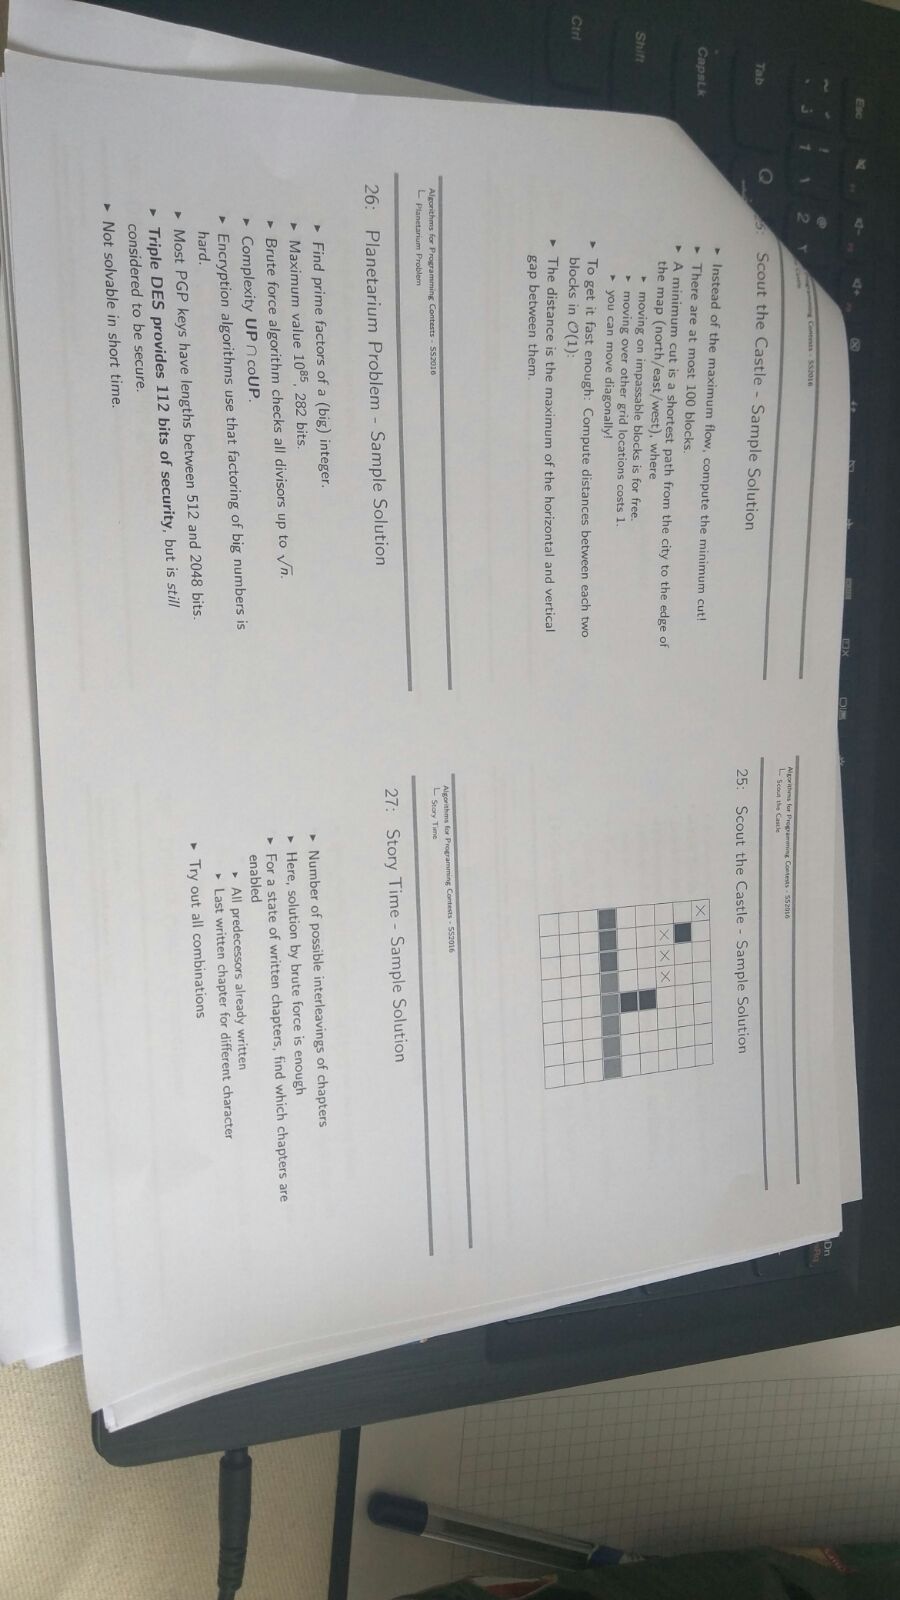 Algorithms for Programming Contests - SS2016
Scout the Castle - Sample Solution
▸ Instead of the maximum flow, compute the minimum cut!
▸ There are at most 100 blocks.
▸ A minimum cut is a shortest path from the city to the edge of
the map (north/east/west), where
▸ moving on impassable blocks is for free.
▸ moving over other grid locations costs 1.
▸ you can move diagonally!
▸ To get it fast enough: Compute distances between each two
blocks in O(1):
▸ The distance is the maximum of the horizontal and vertical
gap between them.
Algorithms for Programming Contests - SS2016
Scout the Castle
25: Scout the Castle - Sample Solution
X
X X X
Algorithms for Programming Contests - SS2016
Planetarium Problem
26: Planetarium Problem - Sample Solution
▸ Find prime factors of a (big) integer.
▸ Maximum value 10^85, 282 bits.
▸ Brute force algorithm checks all divisors up to √n.
▸ Complexity UP ∩ coUP.
▸ Encryption algorithms use that factoring of big numbers is
hard.
▸ Most PGP keys have lengths between 512 and 2048 bits.
▸ Triple DES provides 112 bits of security, but is still
considered to be secure.
▸ Not solvable in short time.
Algorithms for Programming Contests - SS2016
Story Time
27: Story Time - Sample Solution
▸ Number of possible interleavings of chapters
▸ Here, solution by brute force is enough
▸ For a state of written chapters, find which chapters are
enabled
▸ All predecessors already written
▸ Last written chapter for different character
▸ Try out all combinations
Esc
Tab
Q
CapsLk
Shift
Ctrl
! 1
@ 2